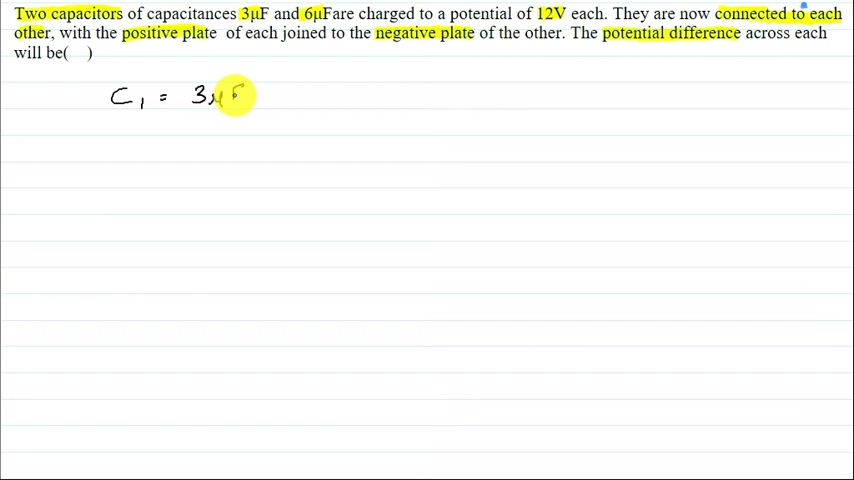 Two capacitors of capacitances 3μF and 6μFare charged to a potential of 12V each. They are now connected to each
other, with the positive plate of each joined to the negative plate of the other. The potential difference across each
will be( )
C₁ = 3μF